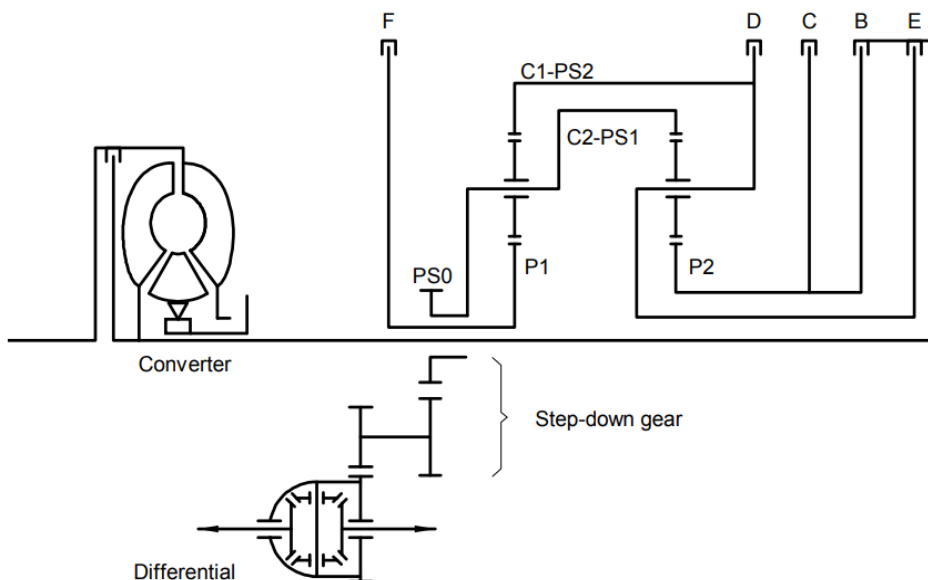 F D C B E
C1-PS2
C2-PS1
PS0 P1 P2
Converter
Step-down gear
Differential